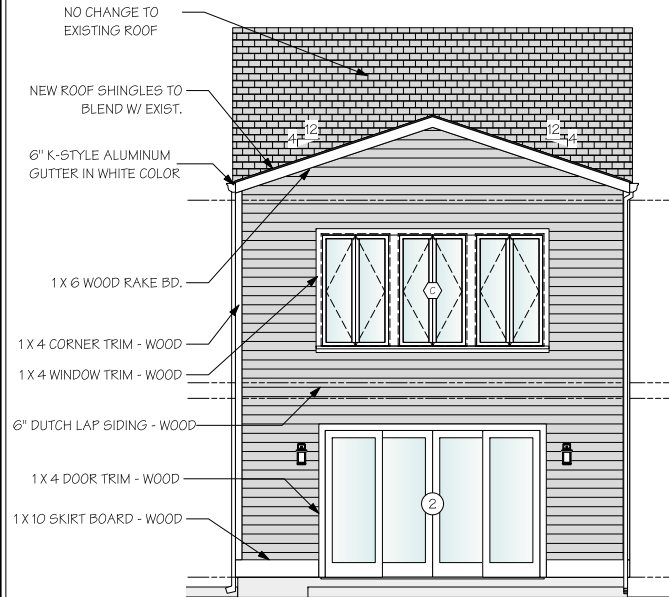 NO CHANGE TO
EXISTING ROOF
NEW ROOF SHINGLES TO
BLEND W/ EXIST.
12
4
12
4
6" K-STYLE ALUMINUM
GUTTER IN WHITE COLOR
1 X 6 WOOD RAKE BD.
C
1 X 4 CORNER TRIM - WOOD
1 X 4 WINDOW TRIM - WOOD
6" DUTCH LAP SIDING - WOOD
1 X 4 DOOR TRIM - WOOD
2
1 X 10 SKIRT BOARD - WOOD